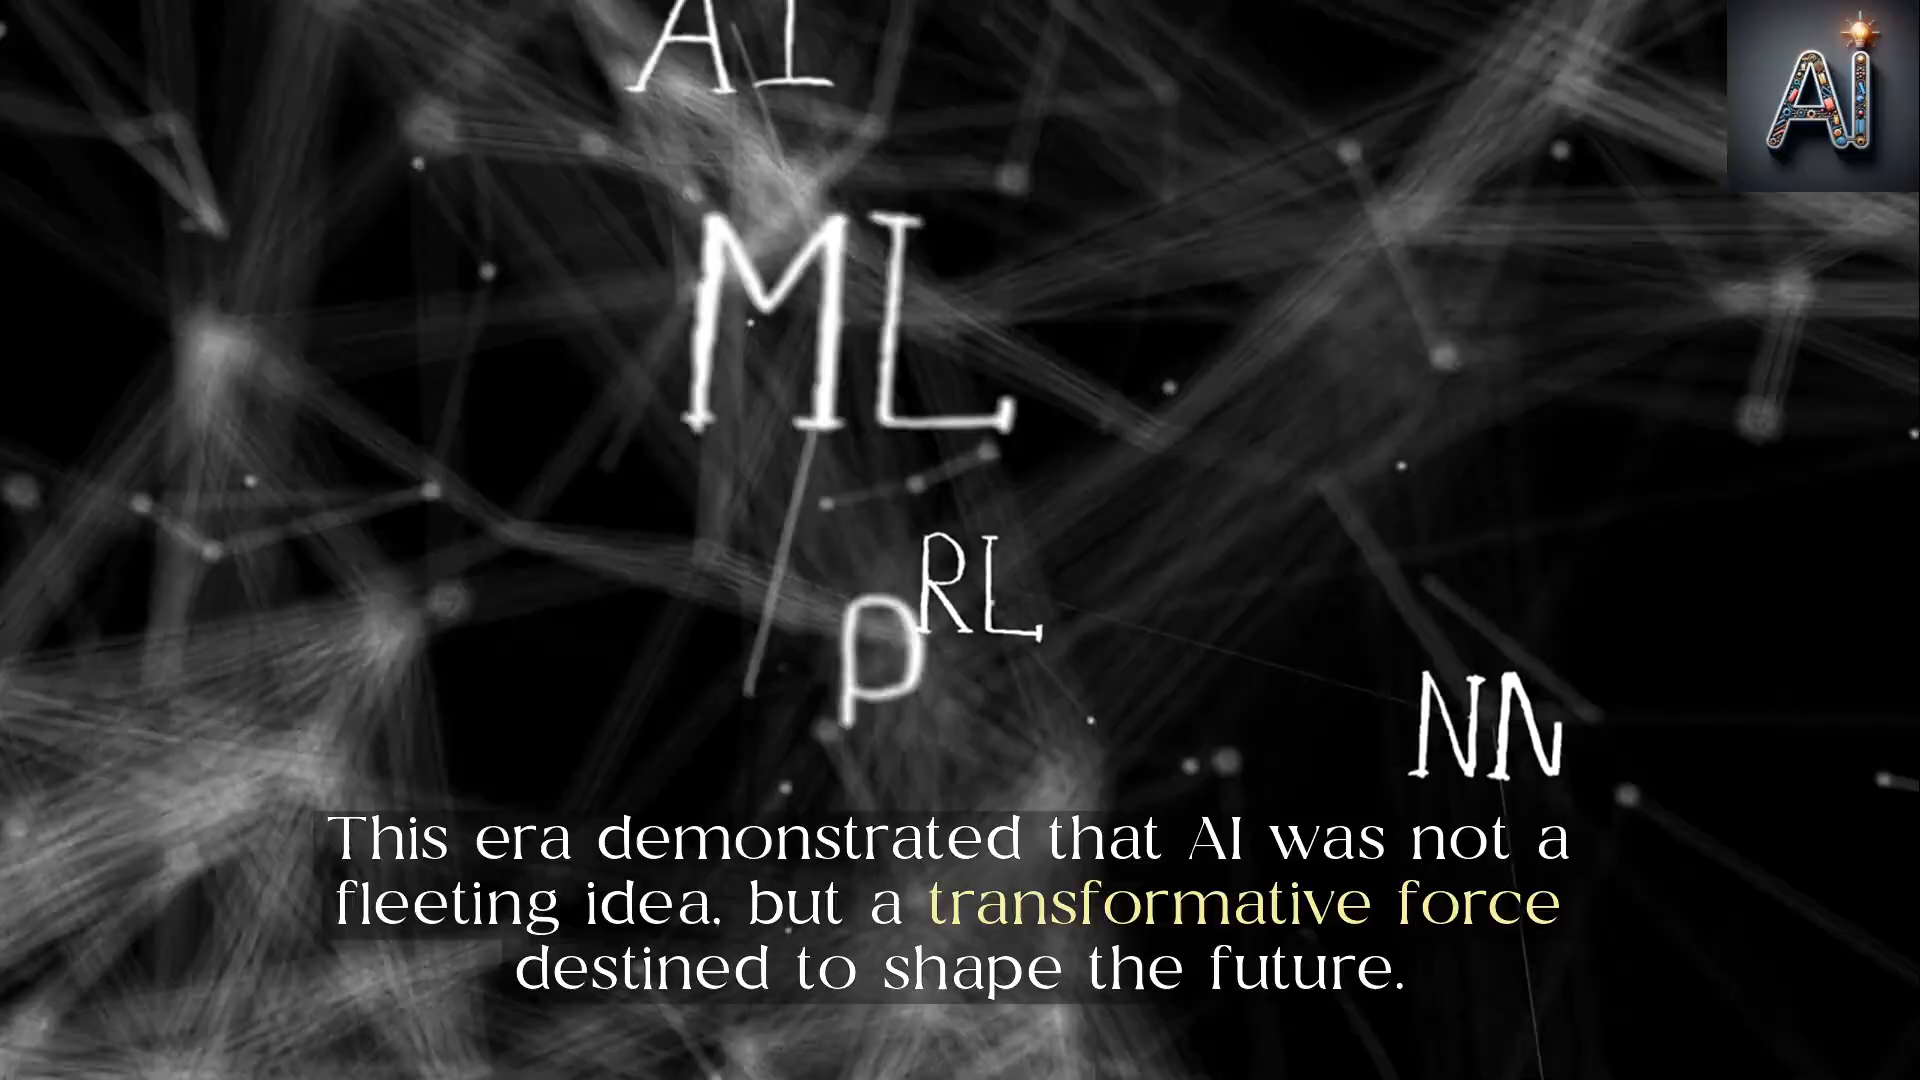 AI
AI
ML
RL
P
NN
This era demonstrated that AI was not a
fleeting idea, but a transformative force
destined to shape the future.